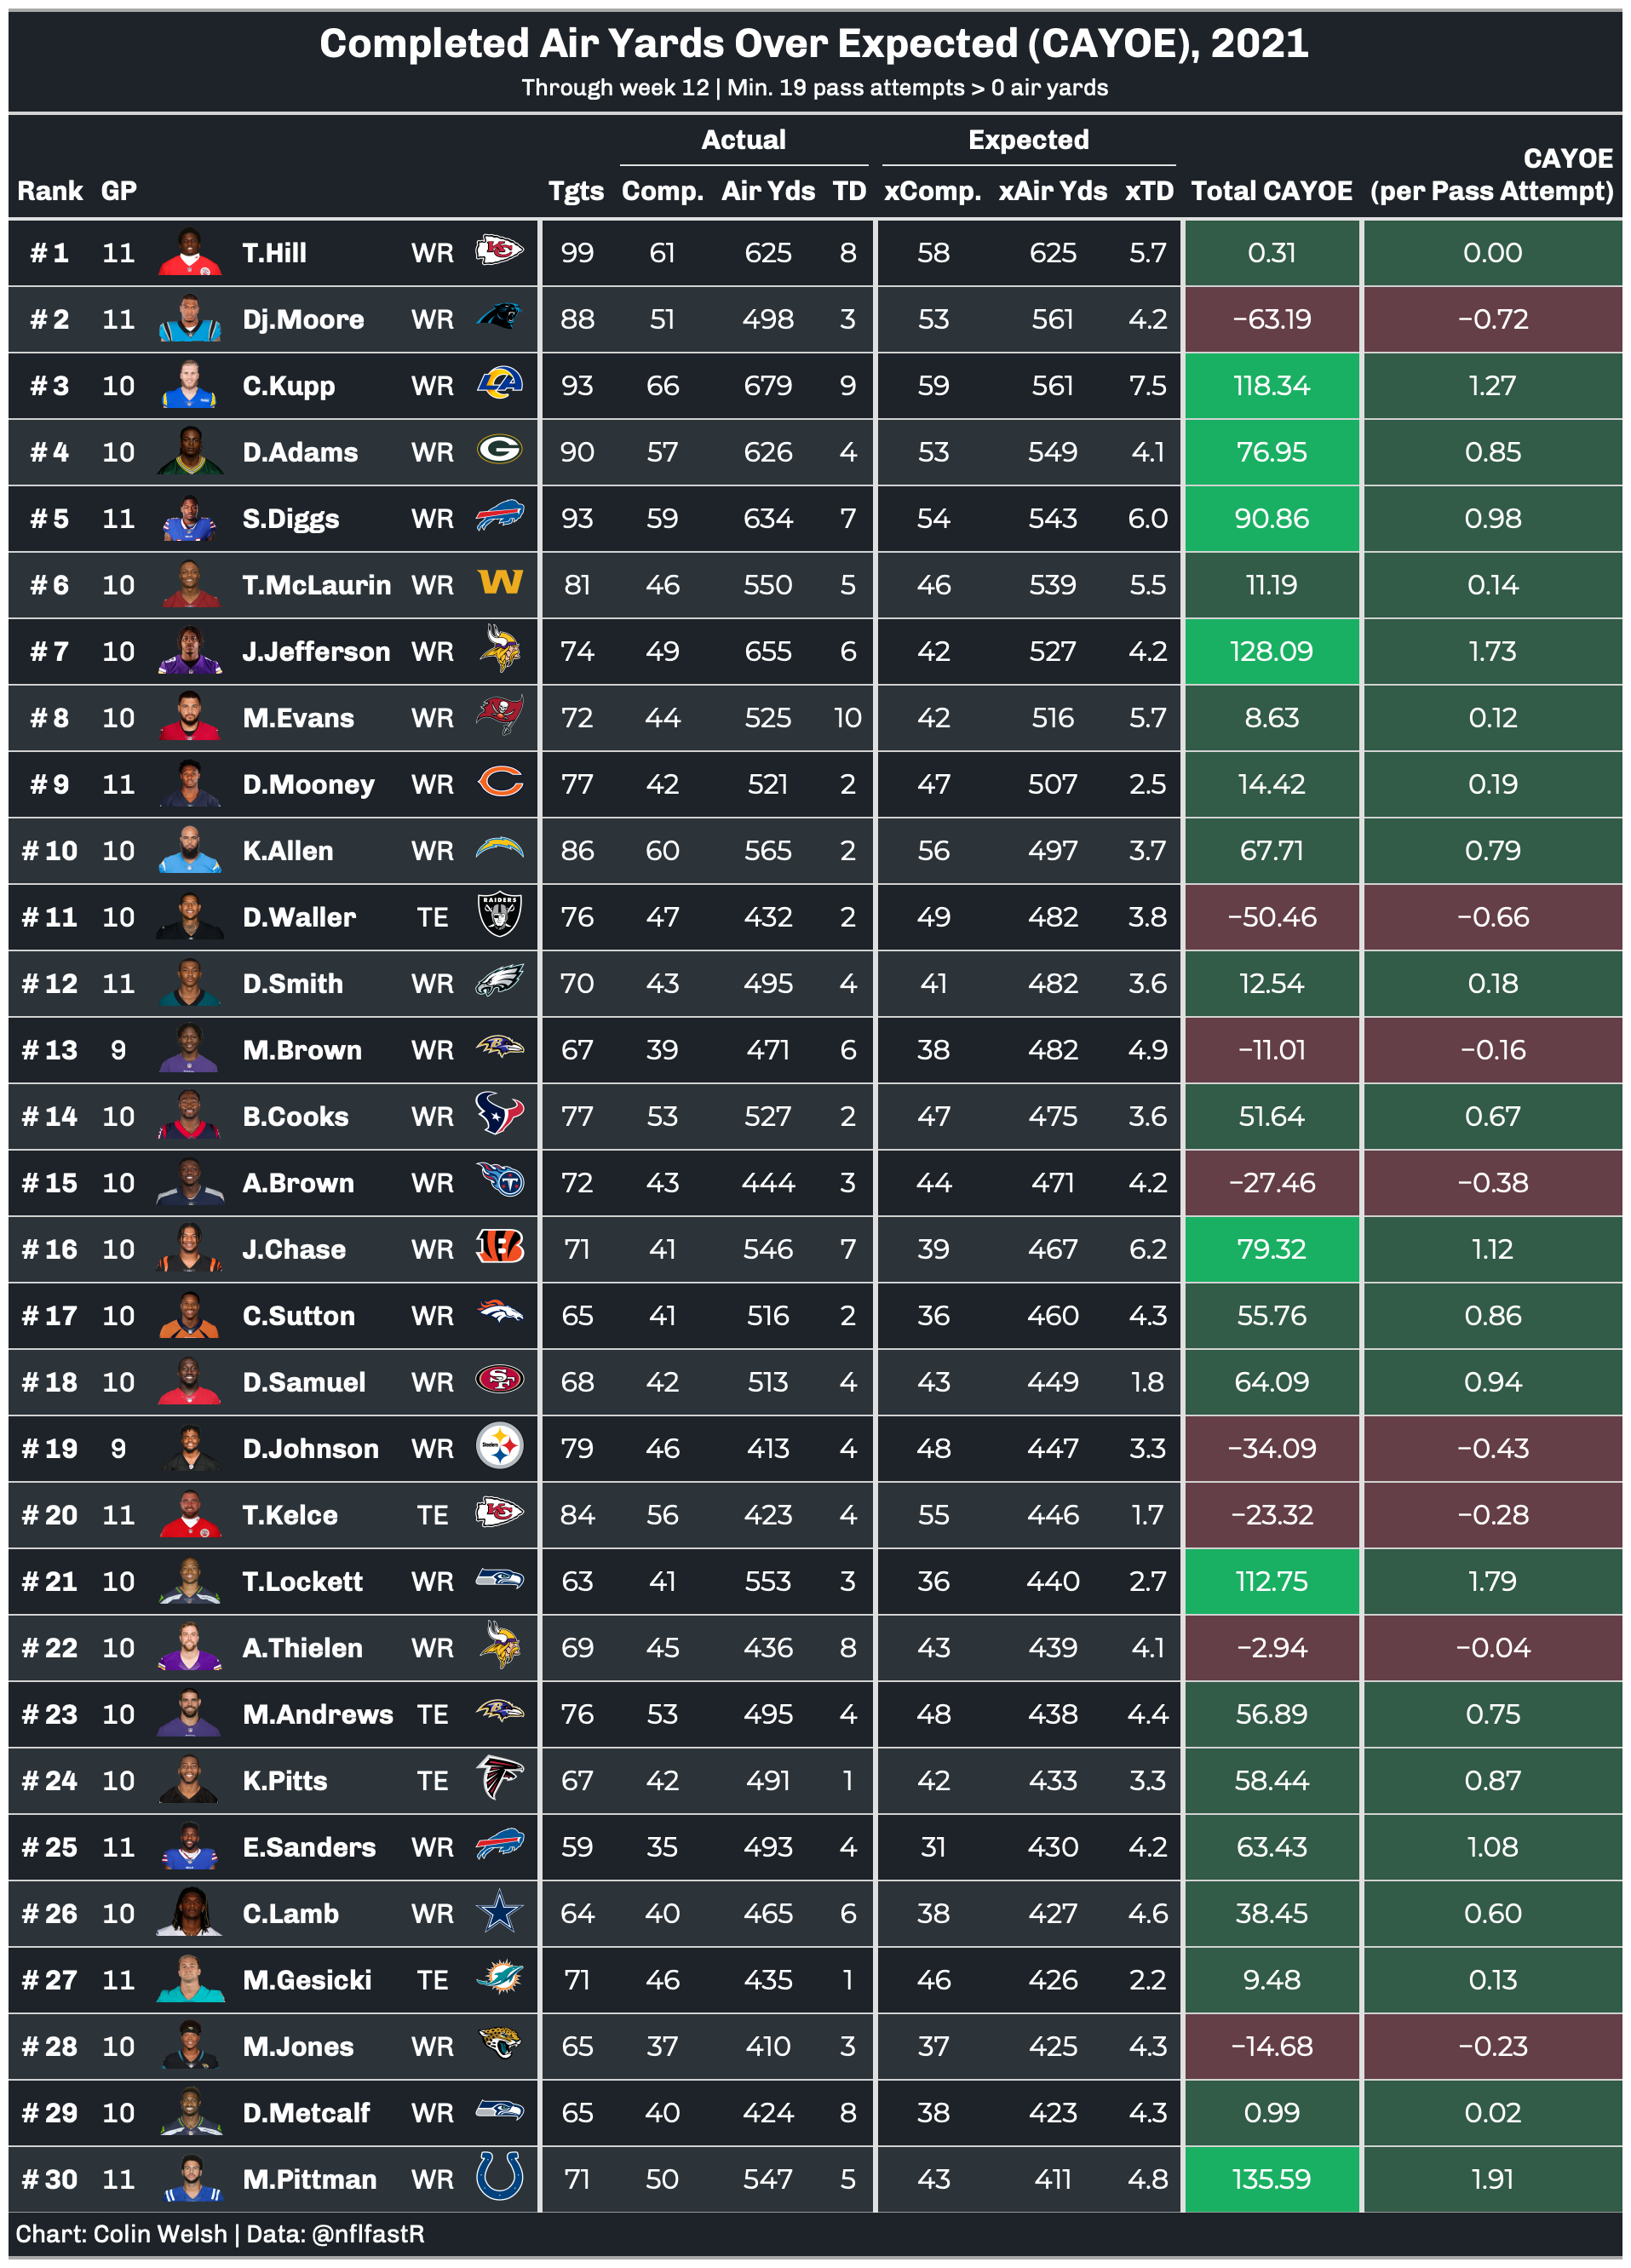 Completed Air Yards Over Expected (CAYOE), 2021
Through week 12 | Min. 19 pass attempts > 0 air yards
Actual Expected
CAYOE
Rank GP Tgts Comp. Air Yds TD xComp. xAir Yds xTD Total CAYOE (per Pass Attempt)
# 1 11 T.Hill WR KC 99 61 625 8 58 625 5.7 0.31 0.00
# 2 11 Dj.Moore WR 88 51 498 3 53 561 4.2 −63.19 −0.72
# 3 10 C.Kupp WR LA 93 66 679 9 59 561 7.5 118.34 1.27
# 4 10 D.Adams WR G 90 57 626 4 53 549 4.1 76.95 0.85
# 5 11 S.Diggs WR 93 59 634 7 54 543 6.0 90.86 0.98
# 6 10 T.McLaurin WR W 81 46 550 5 46 539 5.5 11.19 0.14
# 7 10 J.Jefferson WR 74 49 655 6 42 527 4.2 128.09 1.73
# 8 10 M.Evans WR 72 44 525 10 42 516 5.7 8.63 0.12
# 9 11 D.Mooney WR C 77 42 521 2 47 507 2.5 14.42 0.19
# 10 10 K.Allen WR 86 60 565 2 56 497 3.7 67.71 0.79
# 11 10 D.Waller TE RAIDERS 76 47 432 2 49 482 3.8 −50.46 −0.66
# 12 11 D.Smith WR 70 43 495 4 41 482 3.6 12.54 0.18
# 13 9 M.Brown WR B 67 39 471 6 38 482 4.9 −11.01 −0.16
# 14 10 B.Cooks WR 77 53 527 2 47 475 3.6 51.64 0.67
# 15 10 A.Brown WR T 72 43 444 3 44 471 4.2 −27.46 −0.38
# 16 10 J.Chase WR B 71 41 546 7 39 467 6.2 79.32 1.12
# 17 10 C.Sutton WR 65 41 516 2 36 460 4.3 55.76 0.86
# 18 10 D.Samuel WR SF 68 42 513 4 43 449 1.8 64.09 0.94
# 19 9 D.Johnson WR Steelers 79 46 413 4 48 447 3.3 −34.09 −0.43
# 20 11 T.Kelce TE KC 84 56 423 4 55 446 1.7 −23.32 −0.28
# 21 10 T.Lockett WR 63 41 553 3 36 440 2.7 112.75 1.79
# 22 10 A.Thielen WR 69 45 436 8 43 439 4.1 −2.94 −0.04
# 23 10 M.Andrews TE B 76 53 495 4 48 438 4.4 56.89 0.75
# 24 10 K.Pitts TE 67 42 491 1 42 433 3.3 58.44 0.87
# 25 11 E.Sanders WR 59 35 493 4 31 430 4.2 63.43 1.08
# 26 10 C.Lamb WR 64 40 465 6 38 427 4.6 38.45 0.60
# 27 11 M.Gesicki TE 71 46 435 1 46 426 2.2 9.48 0.13
# 28 10 M.Jones WR 65 37 410 3 37 425 4.3 −14.68 −0.23
# 29 10 D.Metcalf WR 65 40 424 8 38 423 4.3 0.99 0.02
# 30 11 M.Pittman WR 71 50 547 5 43 411 4.8 135.59 1.91
Chart: Colin Welsh | Data: @nflfastR